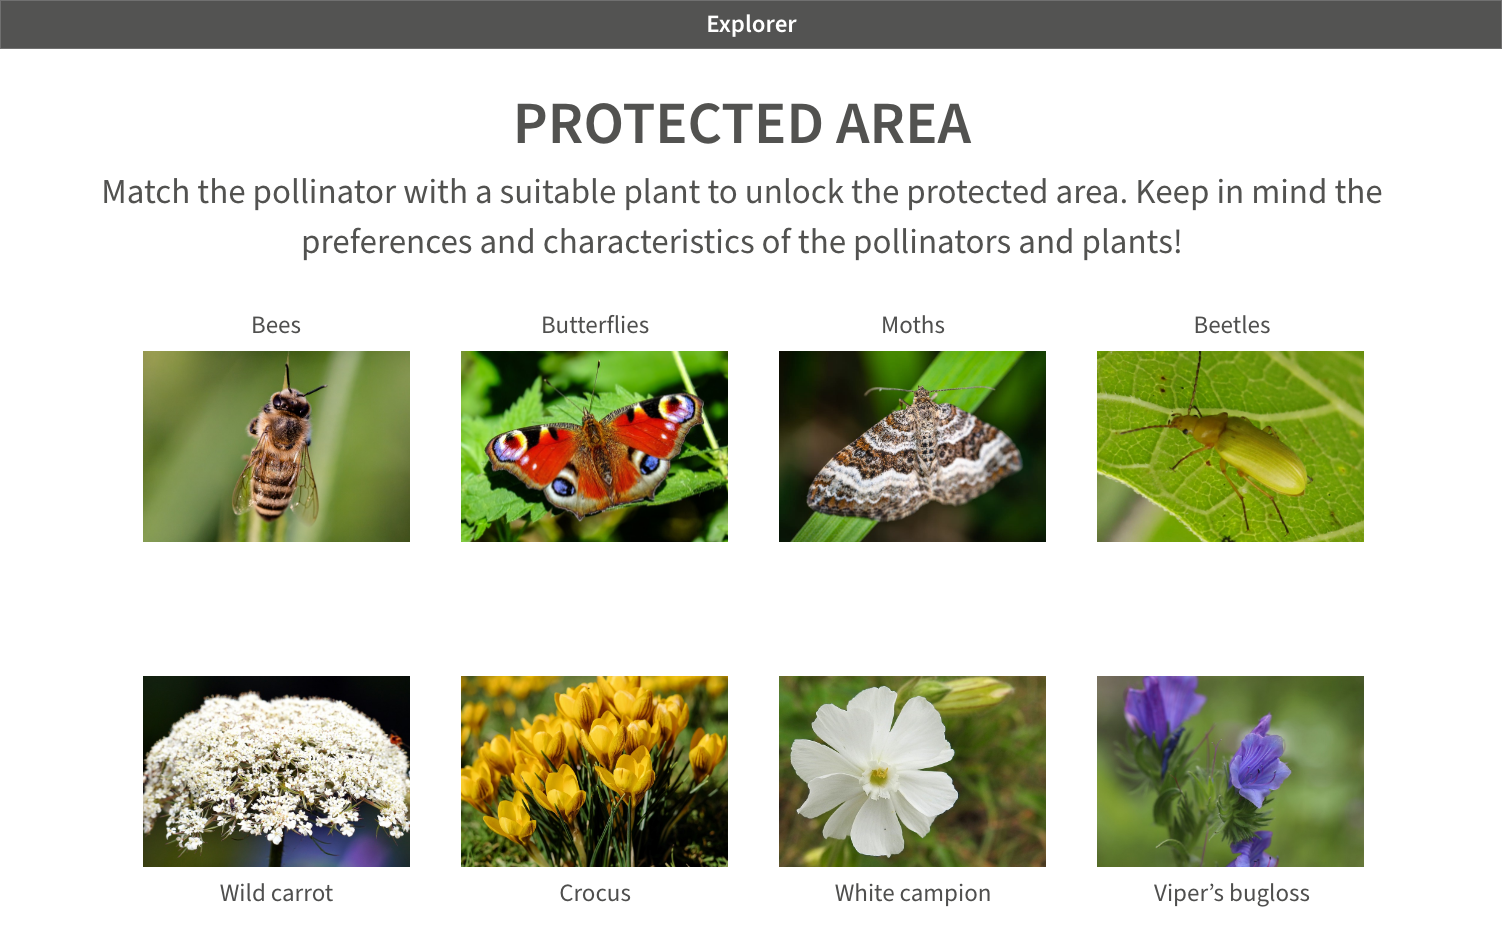 Explorer
PROTECTED AREA
Match the pollinator with a suitable plant to unlock the protected area. Keep in mind the
preferences and characteristics of the pollinators and plants!
Bees
Butterflies
Moths
Beetles
Wild carrot
Crocus
White campion
Viper’s bugloss